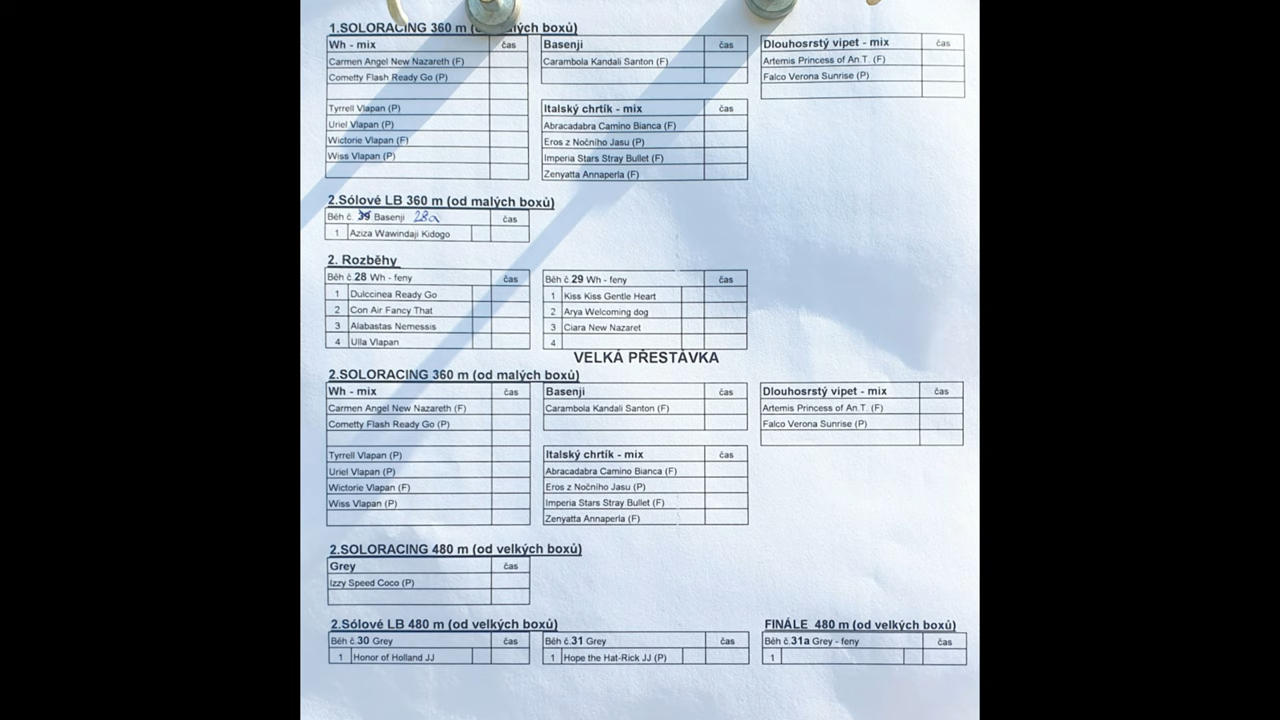 1.SOLORACING 360 m malých boxů)
Wh - mix čas
Carmen Angel New Nazareth (F)
Cometty Flash Ready Go (P)
Tyrrell Vlapan (P)
Uriel Vlapan (P)
Wictorie Vlapan (F)
Wiss Vlapan (P)
Basenji čas
Carambola Kandali Santon (F)
Italský chrtík - mix čas
Abracadabra Camino Bianca (F)
Eros z Nočního Jasu (P)
Imperia Stars Stray Bullet (F)
Zenyatta Annaperla (F)
Dlouhosrstý vipet - mix čas
Artemis Princess of An.T. (F)
Falco Verona Sunrise (P)
2.Sólové LB 360 m (od malých boxů)
Běh č. Basenji 28a čas
1 Aziza Wawindaji Kidogo
2. Rozběhy
Běh č.28 Wh - feny čas
1 Dulccinea Ready Go
2 Con Air Fancy That
3 Alabastas Nemessis
4 Ulla Vlapan
Běh č.29 Wh - feny čas
1 Kiss Kiss Gentle Heart
2 Arya Welcoming dog
3 Ciara New Nazaret
4
VELKÁ PŘESTÁVKA
2.SOLORACING 360 m (od malých boxů)
Wh - mix čas
Carmen Angel New Nazareth (F)
Cometty Flash Ready Go (P)
Tyrrell Vlapan (P)
Uriel Vlapan (P)
Wictorie Vlapan (F)
Wiss Vlapan (P)
Basenji čas
Carambola Kandali Santon (F)
Italský chrtík - mix čas
Abracadabra Camino Bianca (F)
Eros z Nočního Jasu (P)
Imperia Stars Stray Bullet (F)
Zenyatta Annaperla (F)
Dlouhosrstý vipet - mix čas
Artemis Princess of An.T. (F)
Falco Verona Sunrise (P)
2.SOLORACING 480 m (od velkých boxů)
Grey čas
Izzy Speed Coco (P)
2.Sólové LB 480 m (od velkých boxů)
Běh č.30 Grey čas
1 Honor of Holland JJ
Běh č.31 Grey čas
1 Hope the Hat-Rick JJ (P)
FINÁLE 480 m (od velkých boxů)
Běh č.31a Grey - feny čas
1